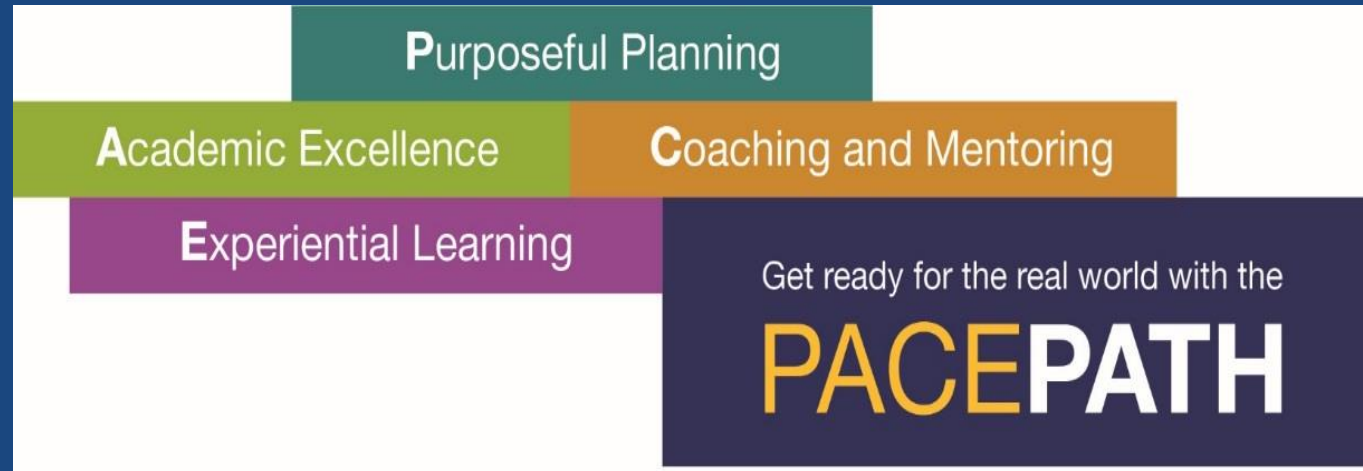 Purposeful Planning
Academic Excellence
Coaching and Mentoring
Experiential Learning
Get ready for the real world with the
PACEPATH